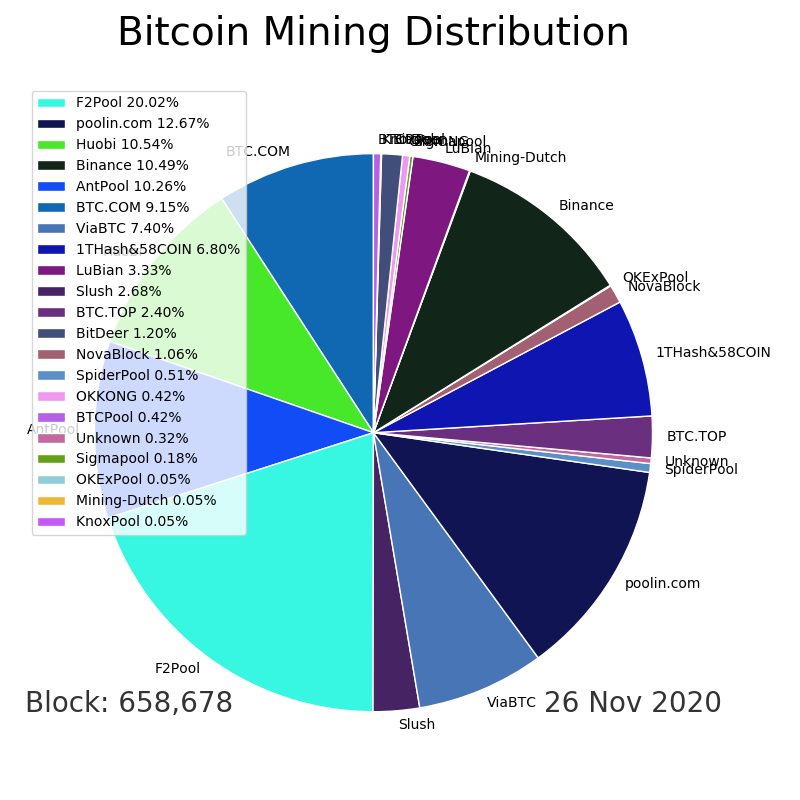 Bitcoin Mining Distribution
F2Pool 20.02%
poolin.com 12.67%
Huobi 10.54%
Binance 10.49%
AntPool 10.26%
BTC.COM 9.15%
ViaBTC 7.40%
1THash&58COIN 6.80%
LuBian 3.33%
Slush 2.68%
BTC.TOP 2.40%
BitDeer 1.20%
NovaBlock 1.06%
SpiderPool 0.51%
OKKONG 0.42%
BTCPool 0.42%
Unknown 0.32%
Sigmapool 0.18%
OKExPool 0.05%
Mining-Dutch 0.05%
KnoxPool 0.05%
BTC.COM
LuBian
Mining-Dutch
Binance
OKExPool
NovaBlock
1THash&58COIN
BTC.TOP
Unknown
SpiderPool
poolin.com
ViaBTC
Slush
F2Pool
AntPool
Block: 658,678
26 Nov 2020